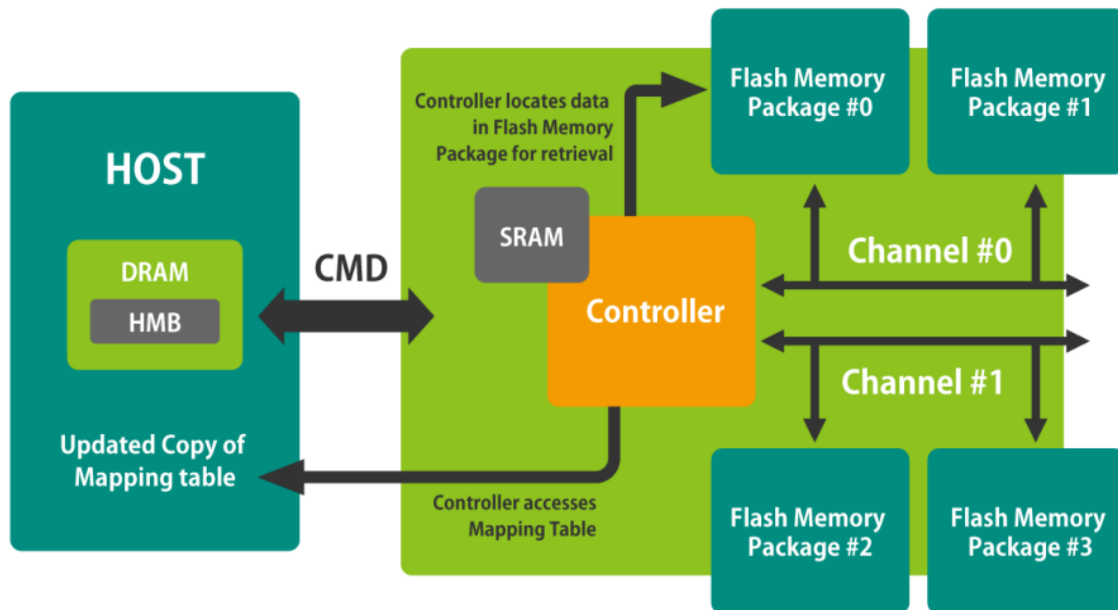 HOST
DRAM
HMB
Updated Copy of
Mapping table
CMD
Controller locates data
in Flash Memory
Package for retrieval
SRAM
Controller
Controller accesses
Mapping Table
Flash Memory
Package #0
Flash Memory
Package #1
Channel #0
Channel #1
Flash Memory
Package #2
Flash Memory
Package #3